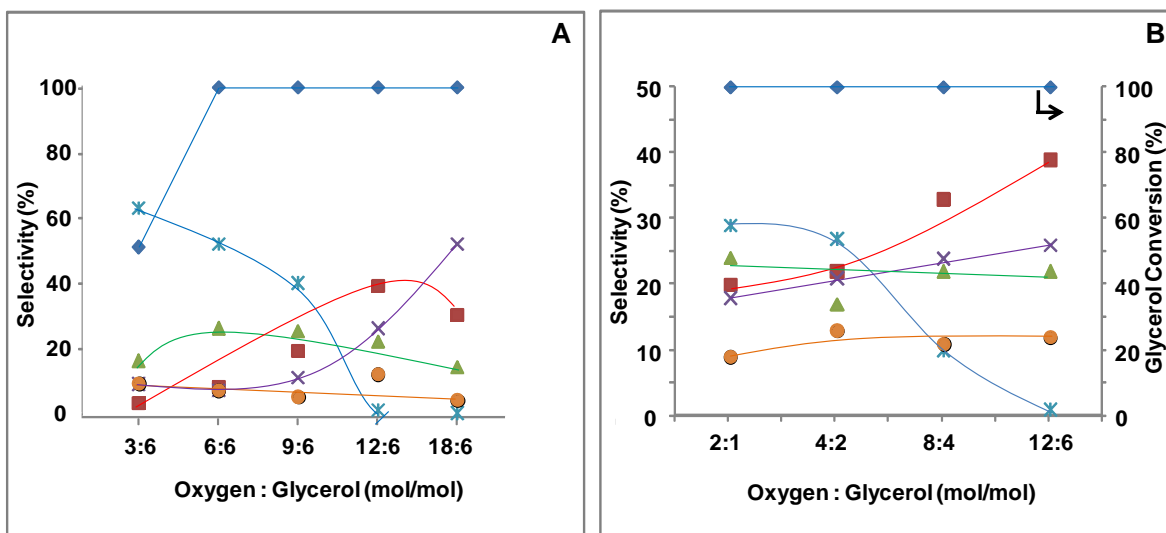 A
100
80
60
40
20
0
Selectivity (%)
3:6 6:6 9:6 12:6 18:6
Oxygen : Glycerol (mol/mol)
B
50
40
30
20
10
0
Selectivity (%)
100
80
60
40
20
0
Glycerol Conversion (%)
2:1 4:2 8:4 12:6
Oxygen : Glycerol (mol/mol)